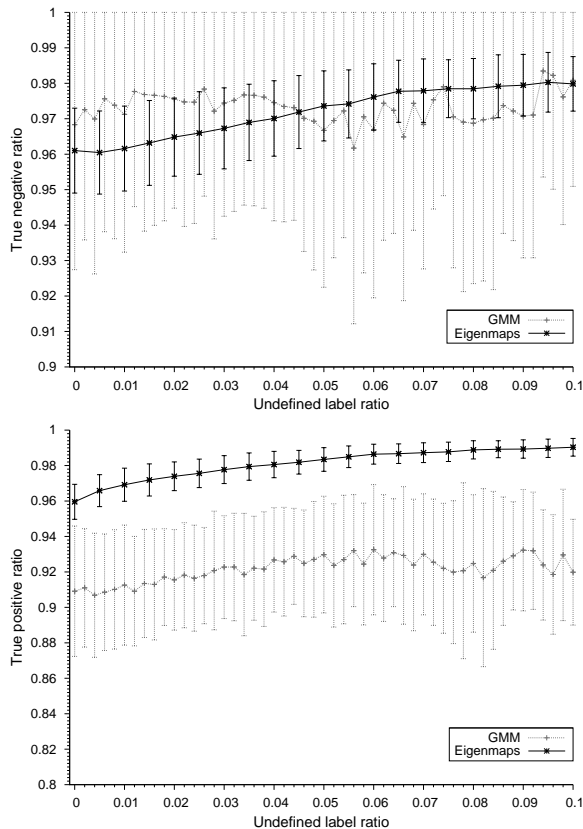 1
0.99
0.98
0.97
0.96
0.95
0.94
0.93
0.92
0.91
0.9
True negative ratio
0 0.01 0.02 0.03 0.04 0.05 0.06 0.07 0.08 0.09 0.1
Undefined label ratio
GMM
Eigenmaps
1
0.98
0.96
0.94
0.92
0.9
0.88
0.86
0.84
0.82
0.8
True positive ratio
0 0.01 0.02 0.03 0.04 0.05 0.06 0.07 0.08 0.09 0.1
Undefined label ratio
GMM
Eigenmaps